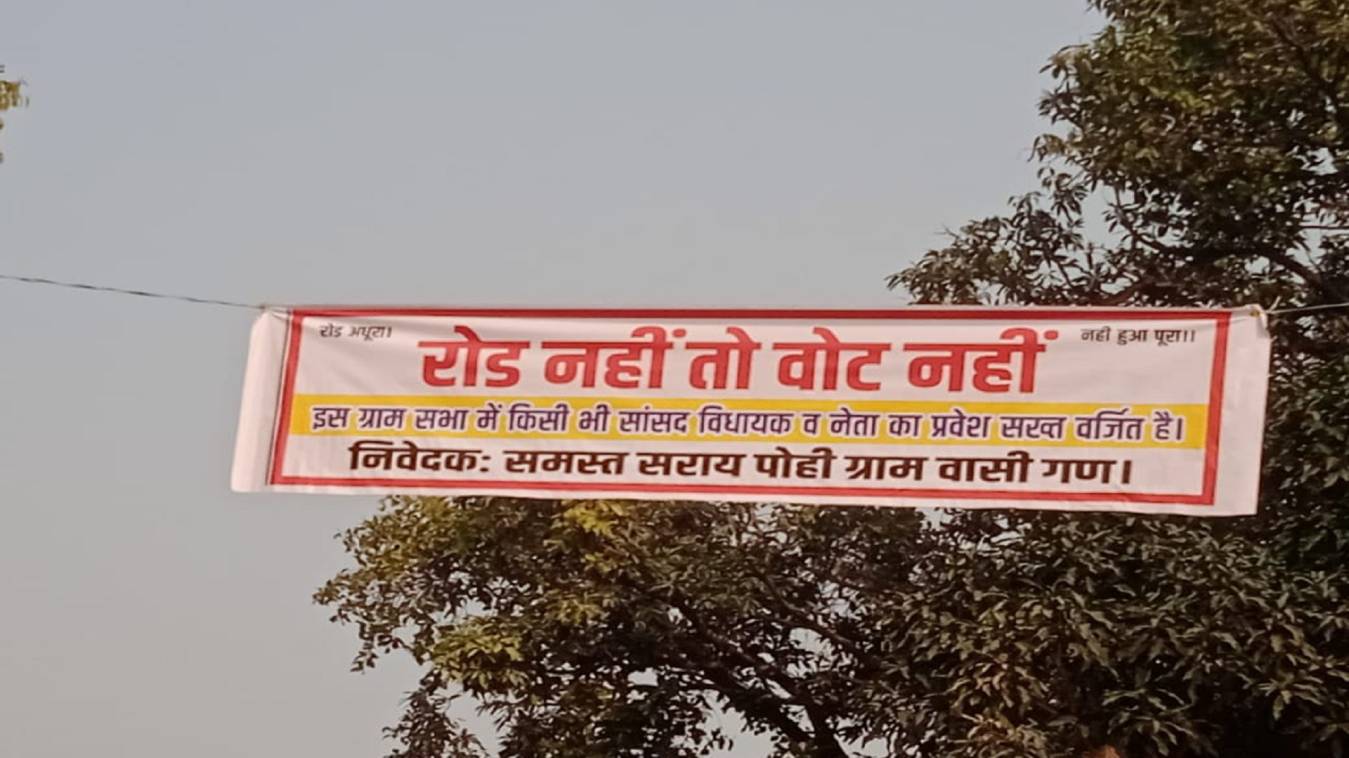 रोड अधूरा।
नही हुआ पूरा।।
रोड नहीं तो वोट नहीं
इस ग्राम सभा में किसी भी सांसद विधायक व नेता का प्रवेश सख्त वर्जित है।
निवेदक: समस्त सराय पोही ग्राम वासी गण।